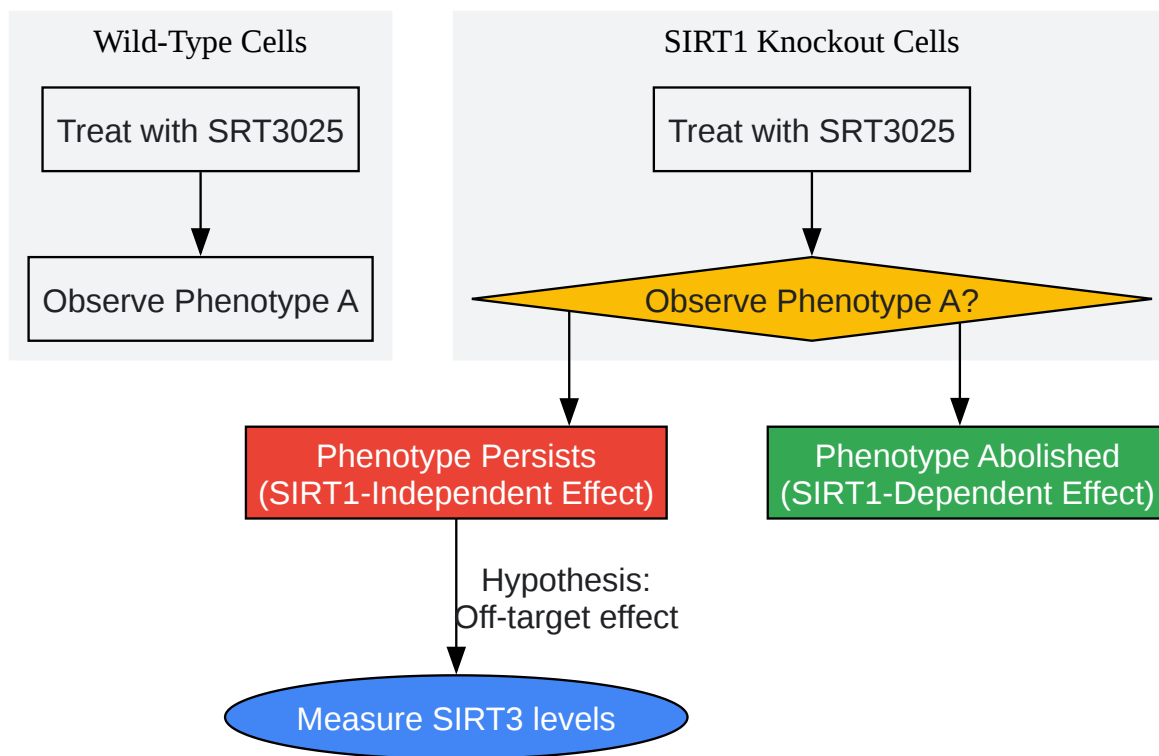 Wild-Type Cells
Treat with SRT3025
Observe Phenotype A
SIRT1 Knockout Cells
Treat with SRT3025
Observe Phenotype A?
Phenotype Persists
(SIRT1-Independent Effect)
Phenotype Abolished
(SIRT1-Dependent Effect)
Hypothesis:
Off-target effect
Measure SIRT3 levels